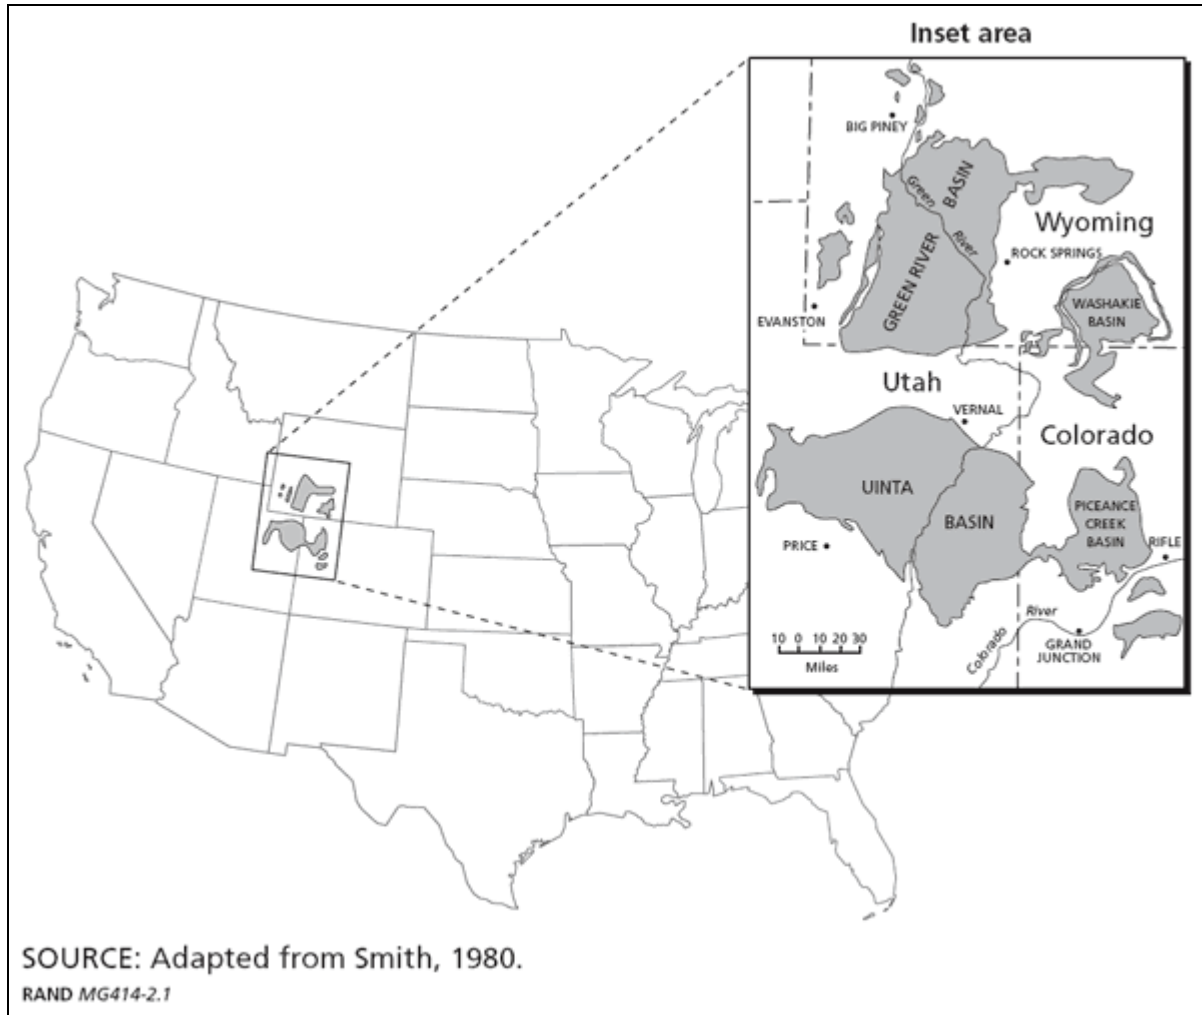 Inset area
BIG PINEY
Green
River
GREEN RIVER
BASIN
Wyoming
ROCK SPRINGS
EVANSTON
WASHAKIE
BASIN
Utah
VERNAL
Colorado
UINTA
BASIN
PICEANCE
CREEK
BASIN
PRICE
RIFLE
Colorado
River
GRAND
JUNCTION
10 0 10 20 30
Miles
SOURCE: Adapted from Smith, 1980.
RAND MG414-2.1